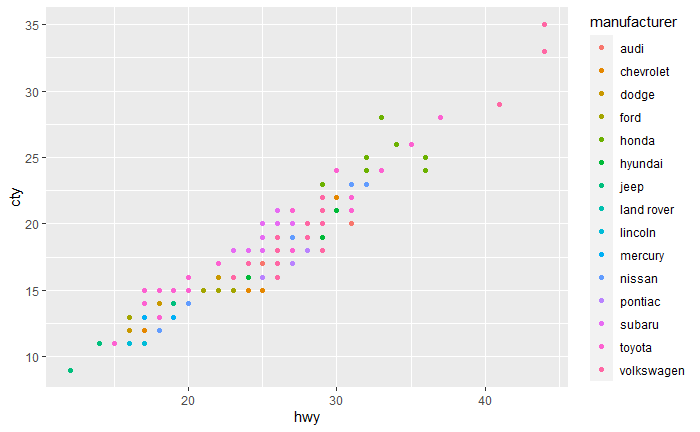 35
30
25
20
15
10
cty
20
30
40
hwy
manufacturer
audi
chevrolet
dodge
ford
honda
hyundai
jeep
land rover
lincoln
mercury
nissan
pontiac
subaru
toyota
volkswagen